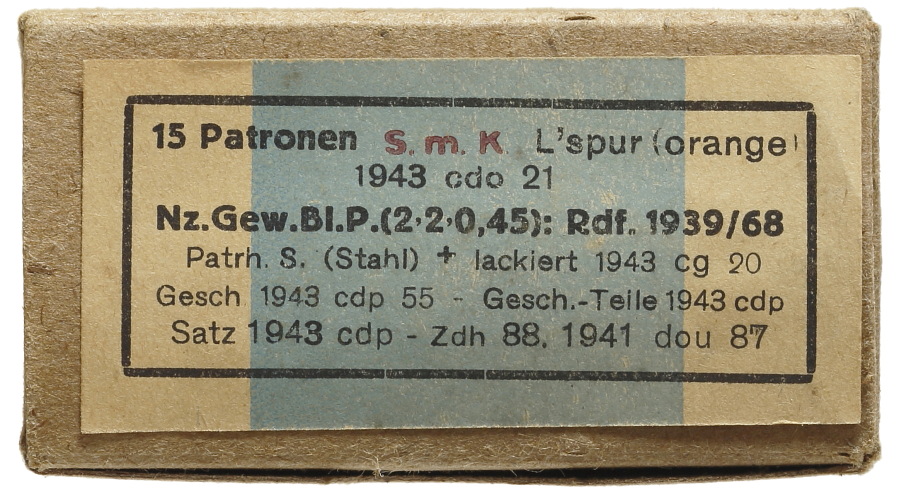 15 Patronen S. m. K. L'spur (orange)
1943 cdo 21
Nz.Gew.Bl.P.(2·2·0,45): Rdf. 1939/68
Patrh. S. (Stahl) + lackiert 1943 cg 20
Gesch 1943 cdp 55 - Gesch.-Teile 1943 cdp
Satz 1943 cdp - Zdh 88. 1941 dou 87